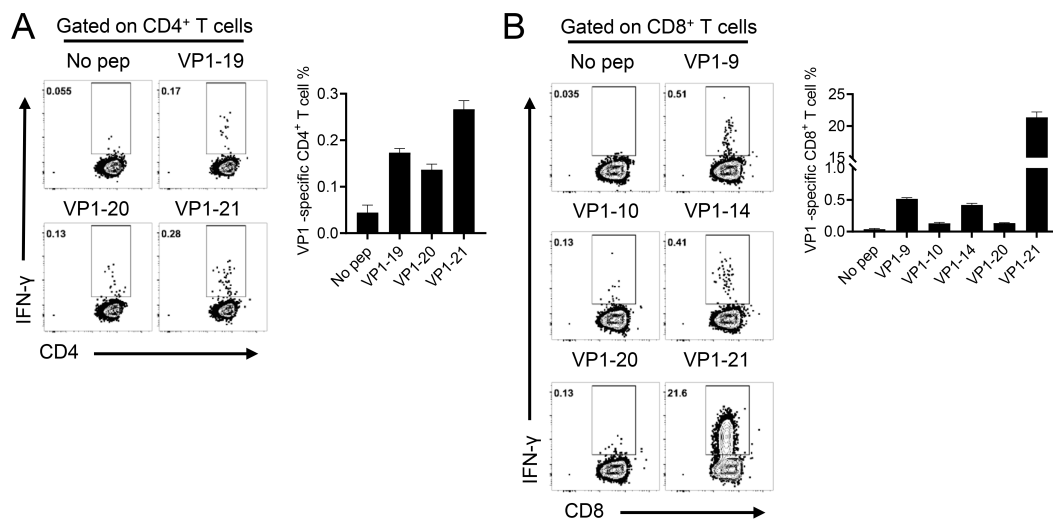 A
Gated on CD4⁺ T cells
No pep
VP1-19
0.055
0.17
VP1-20
VP1-21
0.13
0.28
IFN-γ
CD4
VP1 -specific CD4⁺ T cell %
0.3
0.2
0.1
0.0
No pep
VP1-19
VP1-20
VP1-21
B
Gated on CD8⁺ T cells
No pep
VP1-9
0.035
0.51
VP1-10
VP1-14
0.13
0.41
VP1-20
VP1-21
0.13
21.6
IFN-γ
CD8
VP1 -specific CD8⁺ T cell %
25
20
15
1.0
0.5
0.0
No pep
VP1-9
VP1-10
VP1-14
VP1-20
VP1-21